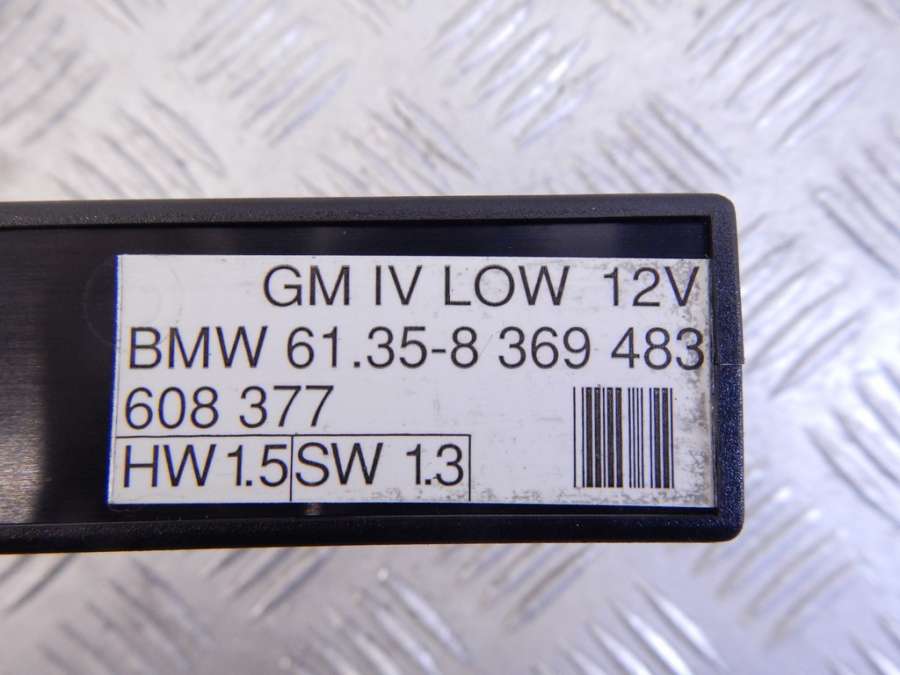 GM IV LOW 12V
BMW 61.35-8 369 483
608 377
HW 1.5 SW 1.3